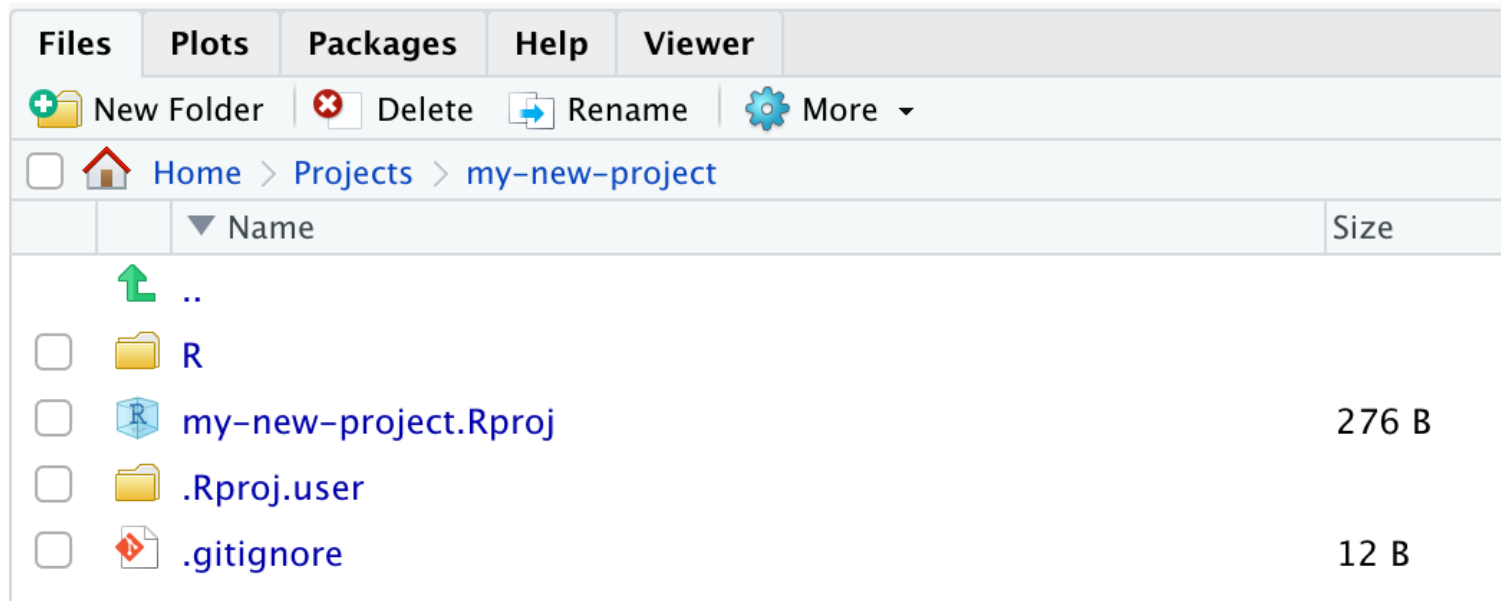 Files Plots Packages Help Viewer
New Folder Delete Rename More
Home Projects my-new-project
Name Size
..
R
my-new-project.Rproj 276 B
.Rproj.user
.gitignore 12 B